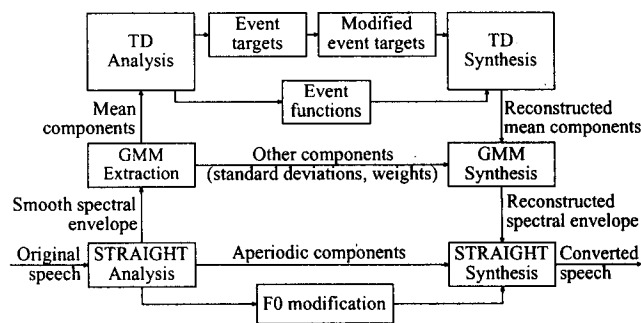 TD
Analysis
Event
targets
Modified
event targets
TD
Synthesis
Event
functions
Mean
components
Reconstructed
mean components
GMM
Extraction
Other components
(standard deviations, weights)
GMM
Synthesis
Smooth spectral
envelope
Reconstructed
spectral envelope
Original
speech
STRAIGHT
Analysis
Aperiodic components
STRAIGHT
Synthesis
Converted
speech
F0 modification